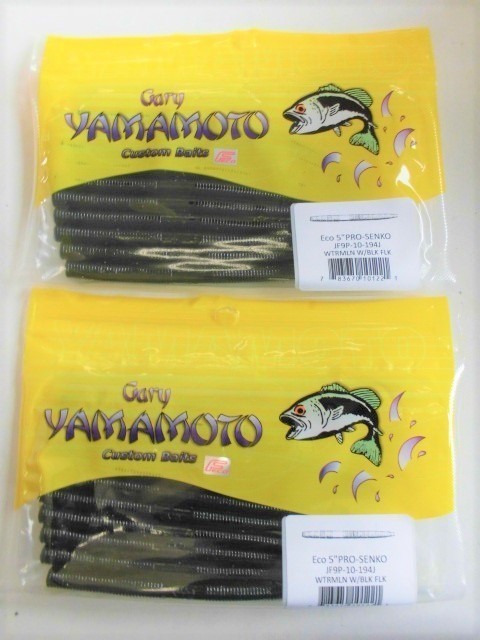 Gary
YAMAMOTO
Custom Baits
Eco 5"PRO-SENKO
JF9P-10-194J
WTRMLN W/BLK FLK
Gary
YAMAMOTO
Custom Baits
Eco 5"PRO-SENKO
JF9P-10-194J
WTRMLN W/BLK FLK